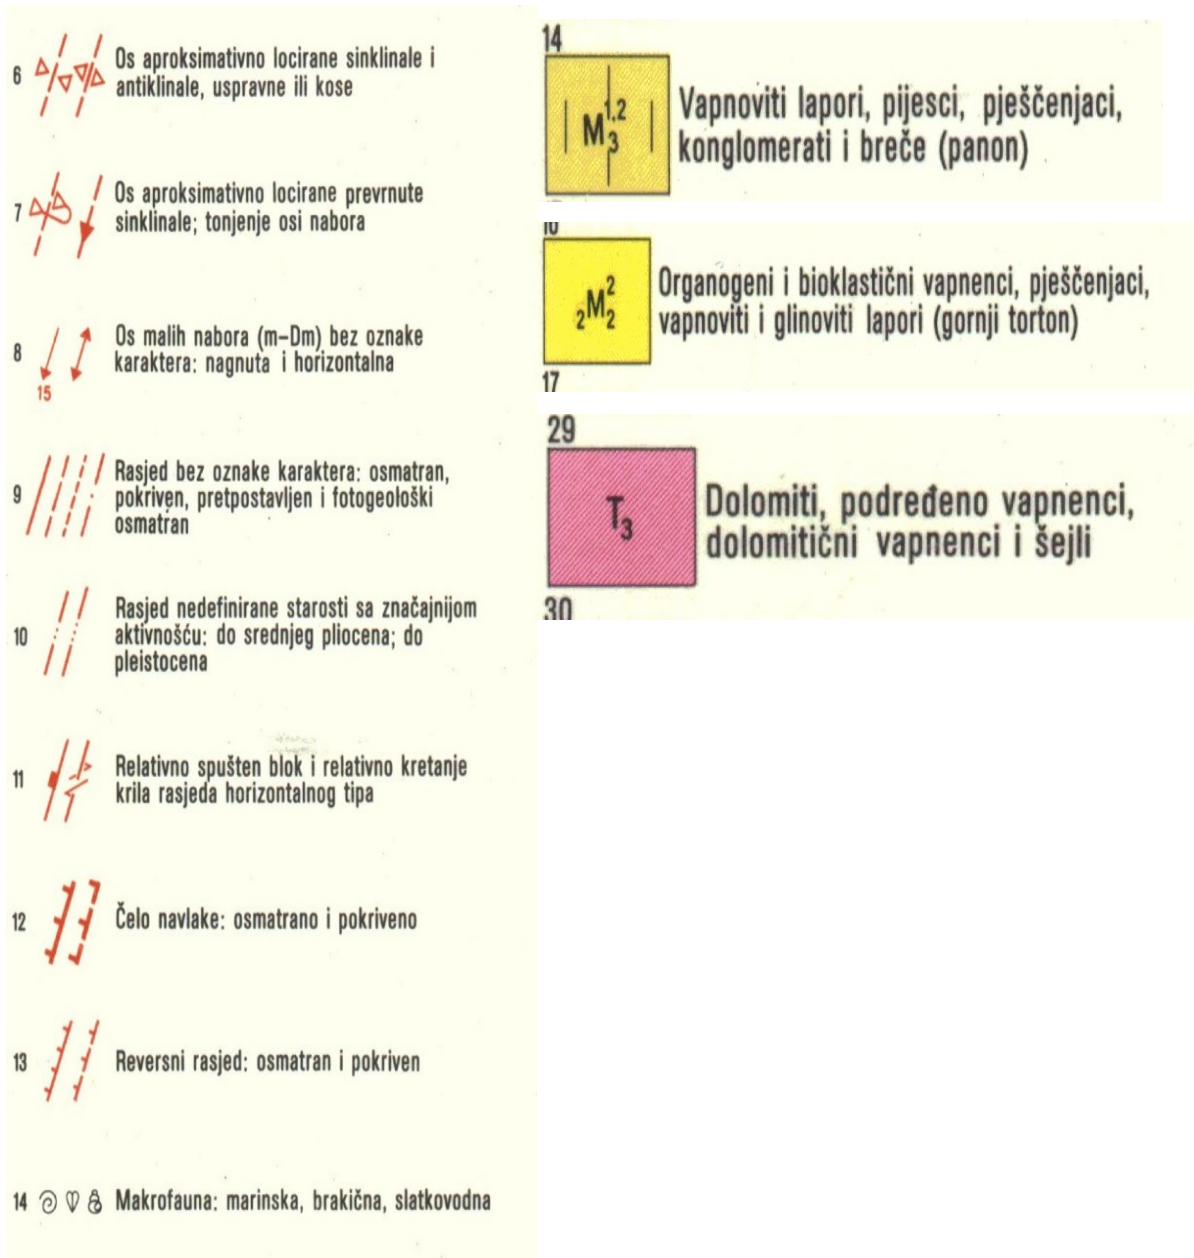 6 Os aproksimativno locirane sinklinale i
antiklinale, uspravne ili kose
7 Os aproksimativno locirane prevrnute
sinklinale; tonjenje osi nabora
8 Os malih nabora (m–Dm) bez oznake
karaktera: nagnuta i horizontalna
15
9 Rasjed bez oznake karaktera: osmatran,
pokriven, pretpostavljen i fotogeološki
osmatran
10 Rasjed nedefinirane starosti sa značajnijom
aktivnošću: do srednjeg pliocena; do
pleistocena
11 Relativno spušten blok i relativno kretanje
krila rasjeda horizontalnog tipa
12 Čelo navlake: osmatrano i pokriveno
13 Reversni rasjed: osmatran i pokriven
14 Makrofauna: marinska, brakična, slatkovodna
14
M₃¹·² Vapnoviti lapori, pijesci, pješčenjaci,
konglomerati i breče (panon)
16
₂M₂² Organogeni i bioklastični vapnenci, pješčenjaci,
vapnoviti i glinoviti lapori (gornji torton)
17
29
T₃ Dolomiti, podređeno vapnenci,
dolomitični vapnenci i šejli
30